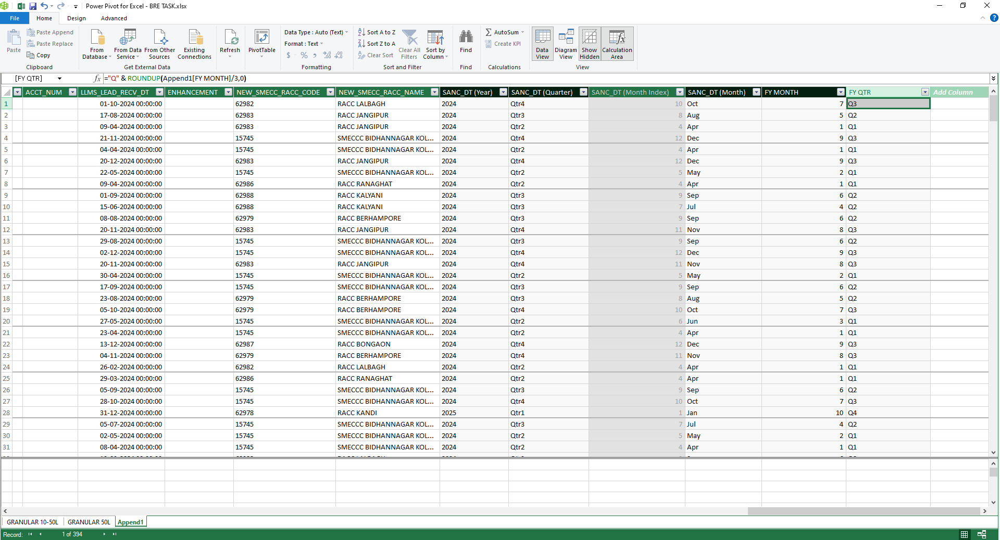 Power Pivot for Excel - BRE TASK.xlsx
File Home Design Advanced
Paste
Paste Append
Paste Replace
Copy
Clipboard
From Database
From Data Service
From Other Sources
Existing Connections
Get External Data
Refresh
PivotTable
Data Type : Auto (Text)
Format : Text
$ % ,
Formatting
Sort A to Z
Sort Z to A
Clear Sort
Clear All Filters
Sort by Column
Sort and Filter
Find
Find
AutoSum
Create KPI
Calculations
Data View
Diagram View
Show Hidden
Calculation Area
View
[FY QTR] fx ="Q" & ROUNDUP(Append1[FY MONTH]/3,0)
ACCT_NUM LLMS_LEAD_RECV_DT ENHANCEMENT NEW_SMECC_RACC_CODE NEW_SMECC_RACC_NAME SANC_DT (Year) SANC_DT (Quarter) SANC_DT (Month Index) SANC_DT (Month) FY MONTH FY QTR Add Column
1 01-10-2024 00:00:00 62982 RACC LALBAGH 2024 Qtr4 10 Oct 7 Q3
2 17-08-2024 00:00:00 62983 RACC JANGIPUR 2024 Qtr3 8 Aug 5 Q2
3 09-04-2024 00:00:00 62983 RACC JANGIPUR 2024 Qtr2 4 Apr 1 Q1
4 21-11-2024 00:00:00 15745 SMECCC BIDHANNAGAR KOL... 2024 Qtr4 12 Dec 9 Q3
5 04-04-2024 00:00:00 15745 SMECCC BIDHANNAGAR KOL... 2024 Qtr2 4 Apr 1 Q1
6 20-12-2024 00:00:00 62983 RACC JANGIPUR 2024 Qtr4 12 Dec 9 Q3
7 22-05-2024 00:00:00 15745 SMECCC BIDHANNAGAR KOL... 2024 Qtr2 5 May 2 Q1
8 09-04-2024 00:00:00 62986 RACC RANAGHAT 2024 Qtr2 4 Apr 1 Q1
9 01-09-2024 00:00:00 62988 RACC KALYANI 2024 Qtr3 9 Sep 6 Q2
10 15-06-2024 00:00:00 62988 RACC KALYANI 2024 Qtr3 7 Jul 4 Q2
11 08-08-2024 00:00:00 62979 RACC BERHAMPORE 2024 Qtr3 9 Sep 6 Q2
12 20-11-2024 00:00:00 62983 RACC JANGIPUR 2024 Qtr4 11 Nov 8 Q3
13 29-08-2024 00:00:00 15745 SMECCC BIDHANNAGAR KOL... 2024 Qtr3 9 Sep 6 Q2
14 02-12-2024 00:00:00 15745 SMECCC BIDHANNAGAR KOL... 2024 Qtr4 12 Dec 9 Q3
15 20-11-2024 00:00:00 62983 RACC JANGIPUR 2024 Qtr4 11 Nov 8 Q3
16 30-04-2024 00:00:00 15745 SMECCC BIDHANNAGAR KOL... 2024 Qtr2 5 May 2 Q1
17 17-09-2024 00:00:00 15745 SMECCC BIDHANNAGAR KOL... 2024 Qtr3 9 Sep 6 Q2
18 23-08-2024 00:00:00 62979 RACC BERHAMPORE 2024 Qtr3 8 Aug 5 Q2
19 05-10-2024 00:00:00 62979 RACC BERHAMPORE 2024 Qtr4 10 Oct 7 Q3
20 27-05-2024 00:00:00 15745 SMECCC BIDHANNAGAR KOL... 2024 Qtr2 6 Jun 3 Q1
21 23-04-2024 00:00:00 15745 SMECCC BIDHANNAGAR KOL... 2024 Qtr2 4 Apr 1 Q1
22 13-12-2024 00:00:00 62987 RACC BONGAON 2024 Qtr4 12 Dec 9 Q3
23 04-11-2024 00:00:00 62979 RACC BERHAMPORE 2024 Qtr4 11 Nov 8 Q3
24 26-02-2024 00:00:00 62982 RACC LALBAGH 2024 Qtr2 4 Apr 1 Q1
25 29-03-2024 00:00:00 62986 RACC RANAGHAT 2024 Qtr2 4 Apr 1 Q1
26 05-09-2024 00:00:00 15745 SMECCC BIDHANNAGAR KOL... 2024 Qtr3 9 Sep 6 Q2
27 28-10-2024 00:00:00 15745 SMECCC BIDHANNAGAR KOL... 2024 Qtr4 10 Oct 7 Q3
28 31-12-2024 00:00:00 62978 RACC KANDI 2025 Qtr1 1 Jan 10 Q4
29 05-07-2024 00:00:00 15745 SMECCC BIDHANNAGAR KOL... 2024 Qtr3 7 Jul 4 Q2
30 02-05-2024 00:00:00 15745 SMECCC BIDHANNAGAR KOL... 2024 Qtr2 5 May 2 Q1
31 08-04-2024 00:00:00 15745 SMECCC BIDHANNAGAR KOL... 2024 Qtr2 4 Apr 1 Q1
GRANULAR 10-50L GRANULAR 50L Append1
Record: 1 of 394